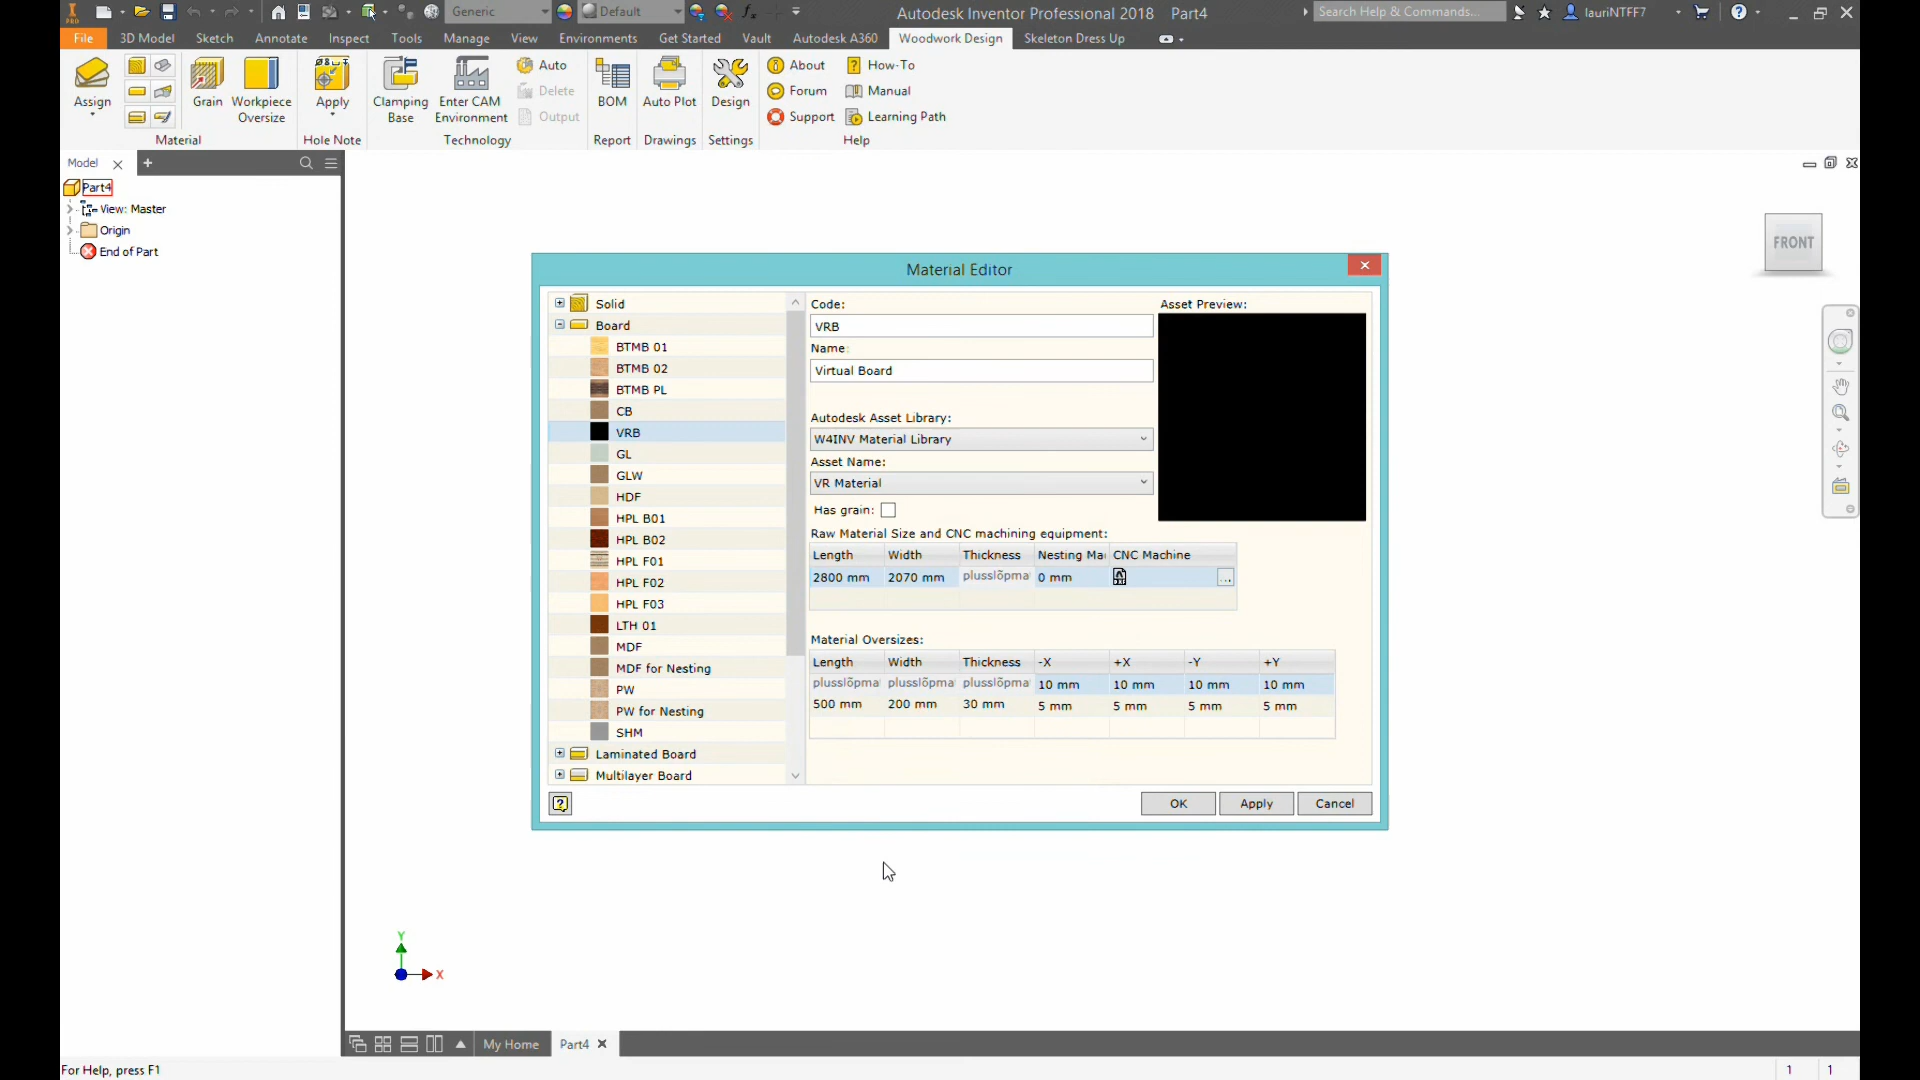 Generic
Default
Autodesk Inventor Professional 2018 Part4
Search Help & Commands...
lauriNTFF7
File 3D Model Sketch Annotate Inspect Tools Manage View Environments Get Started Vault Autodesk A360 Woodwork Design Skeleton Dress Up
Assign
Grain
Workpiece
Oversize
Material
Apply
Hole Note
Clamping
Base
Enter CAM
Environment
Auto
Delete
Output
Technology
BOM
Report
Auto Plot
Drawings
Design
Settings
About
Forum
Support
How-To
Manual
Learning Path
Help
Model
Part4
View: Master
Origin
End of Part
FRONT
Material Editor
Solid
Board
BTMB 01
BTMB 02
BTMB PL
CB
VRB
GL
GLW
HDF
HPL B01
HPL B02
HPL F01
HPL F02
HPL F03
LTH 01
MDF
MDF for Nesting
PW
PW for Nesting
SHM
Laminated Board
Multilayer Board
Code:
VRB
Name:
Virtual Board
Autodesk Asset Library:
W4INV Material Library
Asset Name:
VR Material
Has grain:
Asset Preview:
Raw Material Size and CNC machining equipment:
Length Width Thickness Nesting Ma CNC Machine
2800 mm 2070 mm plusslõpma 0 mm ...
Material Oversizes:
Length Width Thickness -X +X -Y +Y
plusslõpma plusslõpma plusslõpma 10 mm 10 mm 10 mm 10 mm
500 mm 200 mm 30 mm 5 mm 5 mm 5 mm 5 mm
OK Apply Cancel
Y
X
My Home Part4
For Help, press F1
1 1